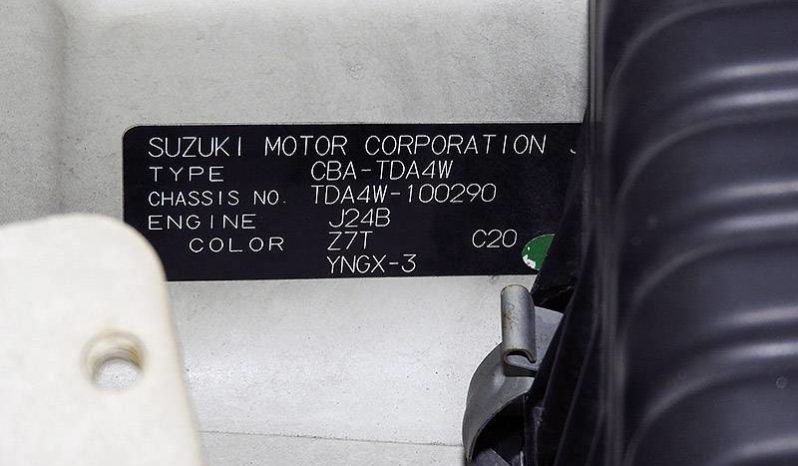 SUZUKI MOTOR CORPORATION
TYPE CBA-TDA4W
CHASSIS NO. TDA4W-100290
ENGINE J24B
COLOR Z7T C20
YNGX-3